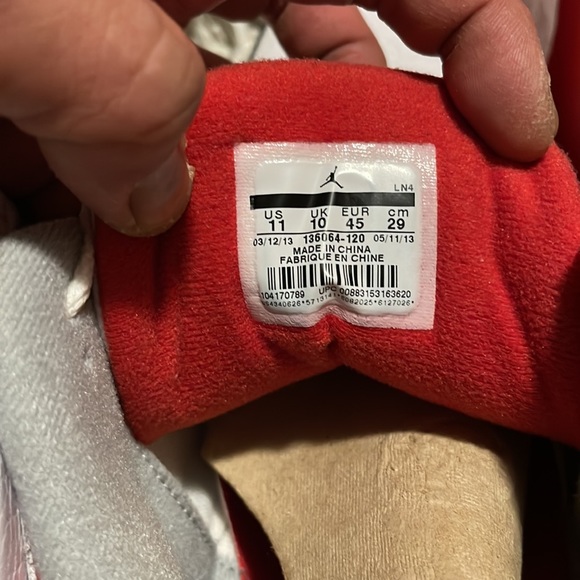 LN4
US UK EUR cm
11 10 45 29
03/12/13 136064-120 05/11/13
MADE IN CHINA
FABRIQUE EN CHINE
104170789 UPC 00883153163620